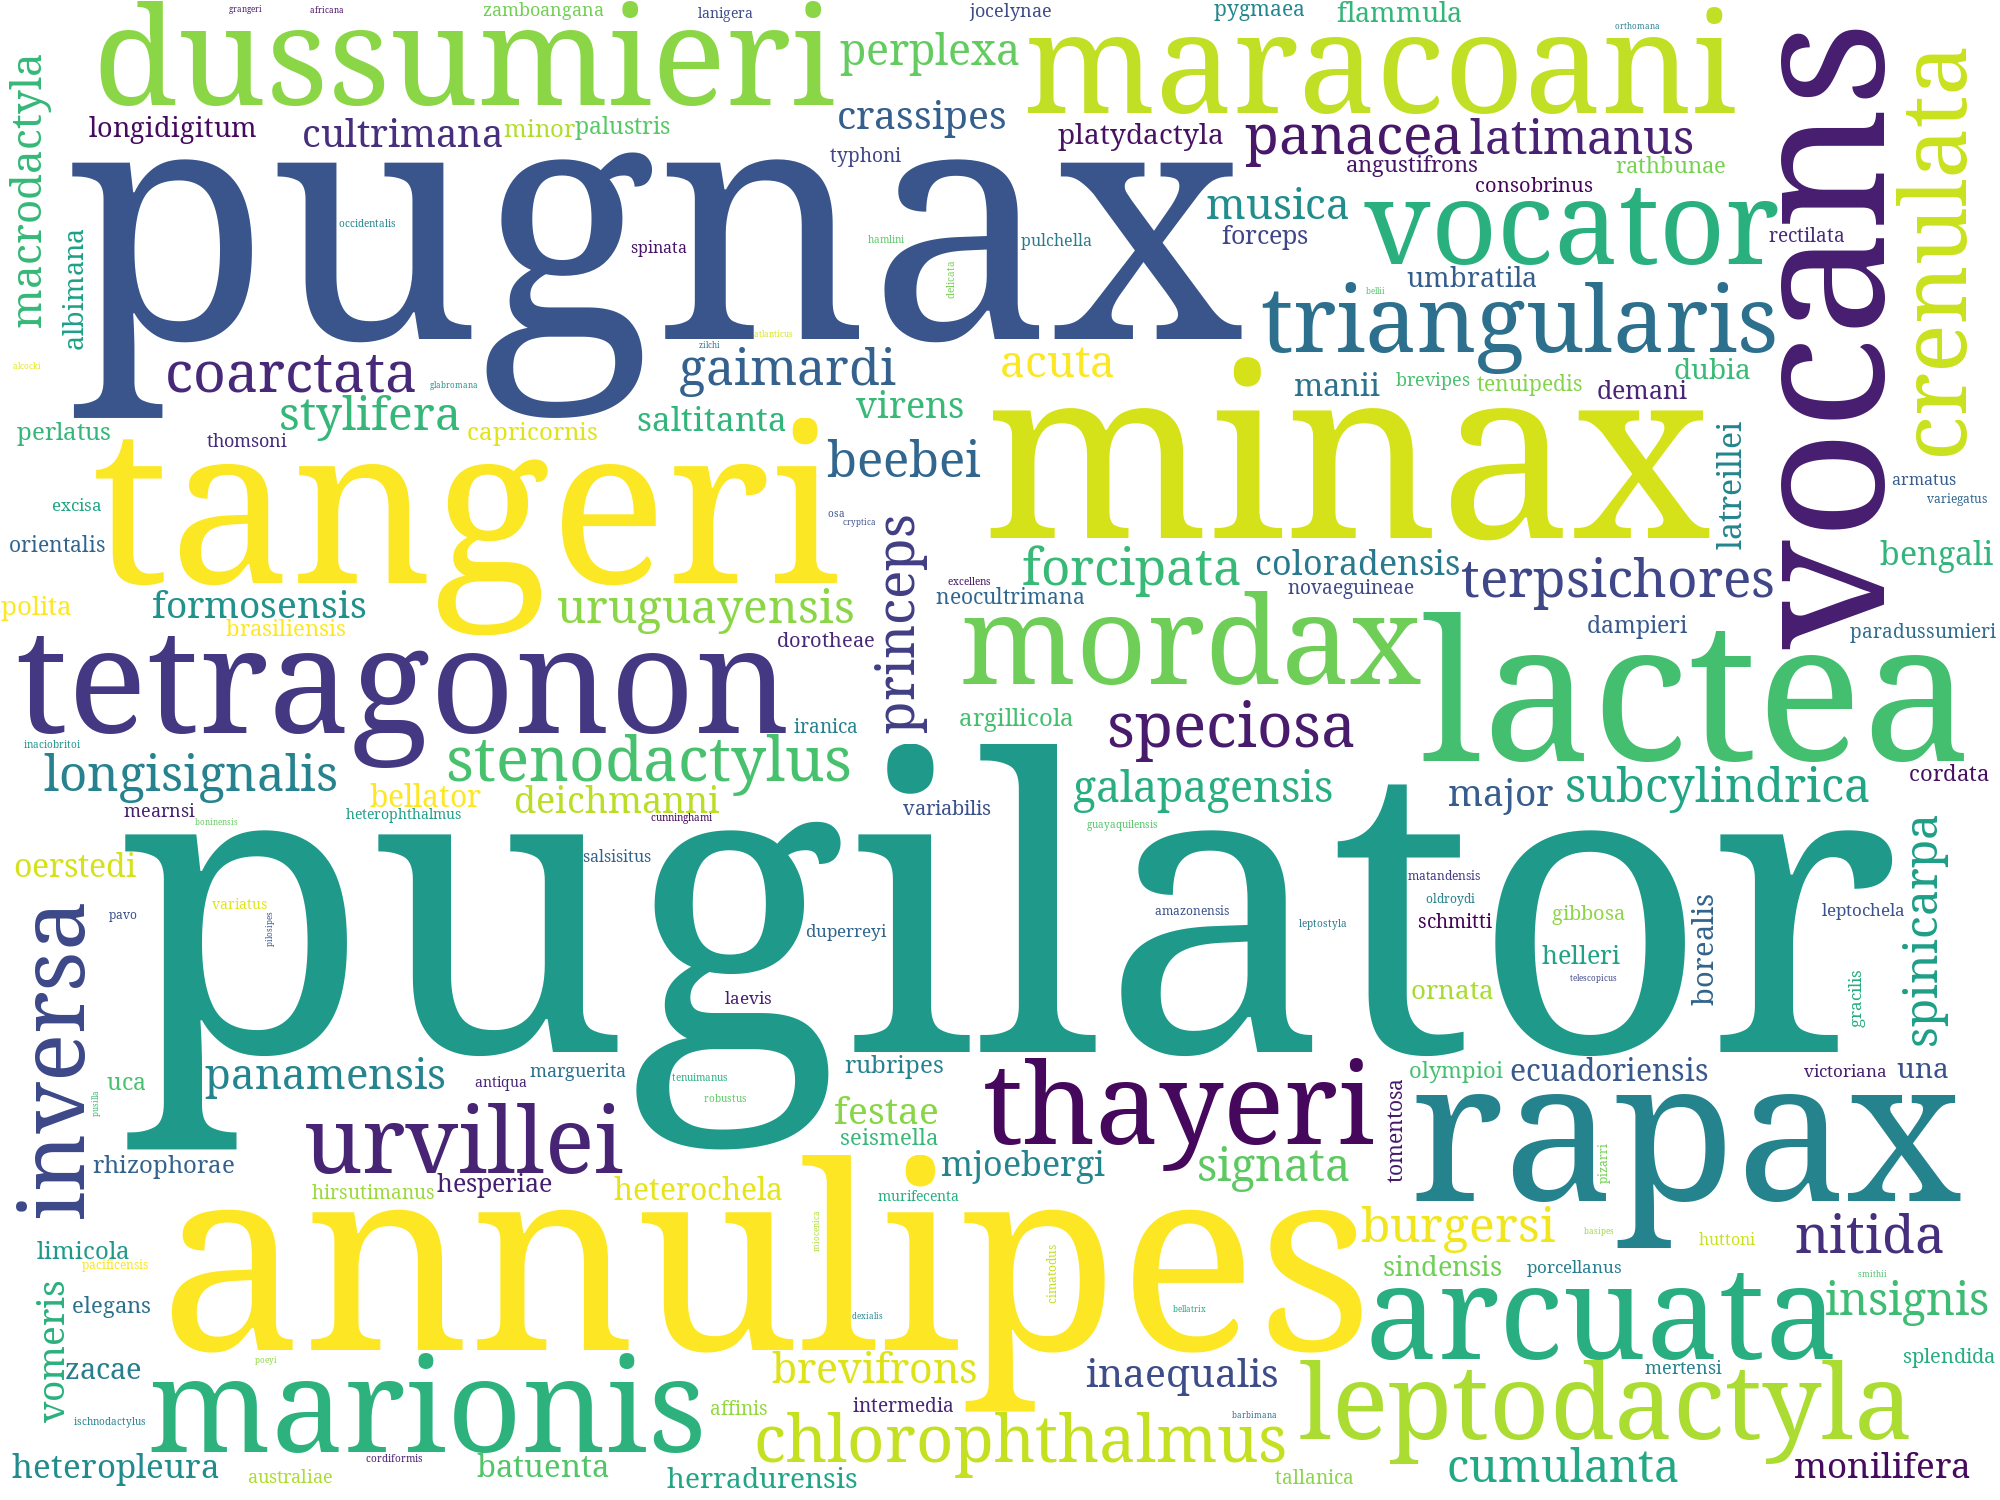 grangeri
africana
zamboangana
lanigera
jocelynae
pygmaea
flammula
orthomana
dussumieri
perplexa
maracoani
vocans
crenulata
macrodactyla
longidigitum
cultrimana
minor
palustris
crassipes
platydactyla
panacea
latimanus
typhoni
angustifrons
rathbunae
pugnax
consobrinus
musica
vocator
occidentalis
spinata
hamlini
pulchella
forceps
rectilata
albimana
delicata
umbratila
bellii
triangularis
atlanticus
zilchi
alcocki
coarctata
glabromana
gaimardi
acuta
manii
brevipes
tenuipedis
demani
dubia
stylifera
saltitanta
virens
minax
perlatus
thomsoni
capricornis
beebei
latreillei
tangeri
armatus
variegatus
excisa
osa
cryptica
orientalis
princeps
forcipata
coloradensis
terpsichores
bengali
excellens
neocultrimana
novaeguineae
polita
formosensis
uruguayensis
brasiliensis
dorotheae
mordax
dampieri
paradussumieri
tetragonon
lactea
iranica
argillicola
speciosa
inaciobritoi
longisignalis
stenodactylus
galapagensis
major
subcylindrica
cordata
bellator
deichmanni
variabilis
mearnsi
boninensis
heterophthalmus
cunninghami
guayaquilensis
spinicarpa
pugilator
oerstedi
salsisitus
matandensis
oldroydi
inversa
pavo
variatus
pilosipes
duperreyi
amazonensis
leptostyla
schmitti
gibbosa
leptochela
borealis
helleri
telescopicus
laevis
ornata
gracilis
uca
pusilla
panamensis
antiqua
marguerita
tenuimanus
robustus
rubripes
thayeri
olympioi
ecuadoriensis
victoriana
una
festae
tomentosa
rapax
urvillei
seismella
rhizophorae
mjoebergi
signata
pizarri
hirsutimanus
hesperiae
heterochela
murifecenta
annulipes
miocenica
cimatodus
burgersi
basipes
huttoni
nitida
limicola
pacificensis
sindensis
porcellanus
smithii
vomeris
elegans
dexialis
bellatrix
arcuata
insignis
zacae
poeyi
marionis
brevifrons
inaequalis
mertensi
splendida
leptodactyla
ischnodactylus
affinis
intermedia
barbimana
chlorophthalmus
heteropleura
cordiformis
australiae
batuenta
herradurensis
tallanica
cumulanta
monilifera